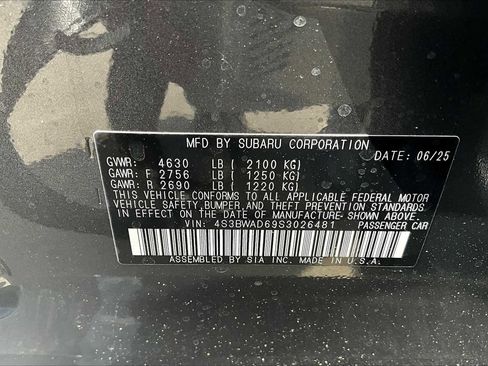 MFD BY SUBARU CORPORATION
DATE: 06/25
GVWR: 4630 LB ( 2100 KG)
GAWR: F 2756 LB ( 1250 KG)
GAWR: R 2690 LB ( 1220 KG)
THIS VEHICLE CONFORMS TO ALL APPLICABLE FEDERAL MOTOR
VEHICLE SAFETY, BUMPER, AND THEFT PREVENTION STANDARDS
IN EFFECT ON THE DATE OF MANUFACTURE SHOWN ABOVE.
VIN: 4S3BWAD69S3026481 PASSENGER CAR
ASSEMBLED BY SIA INC. MADE IN U.S.A.